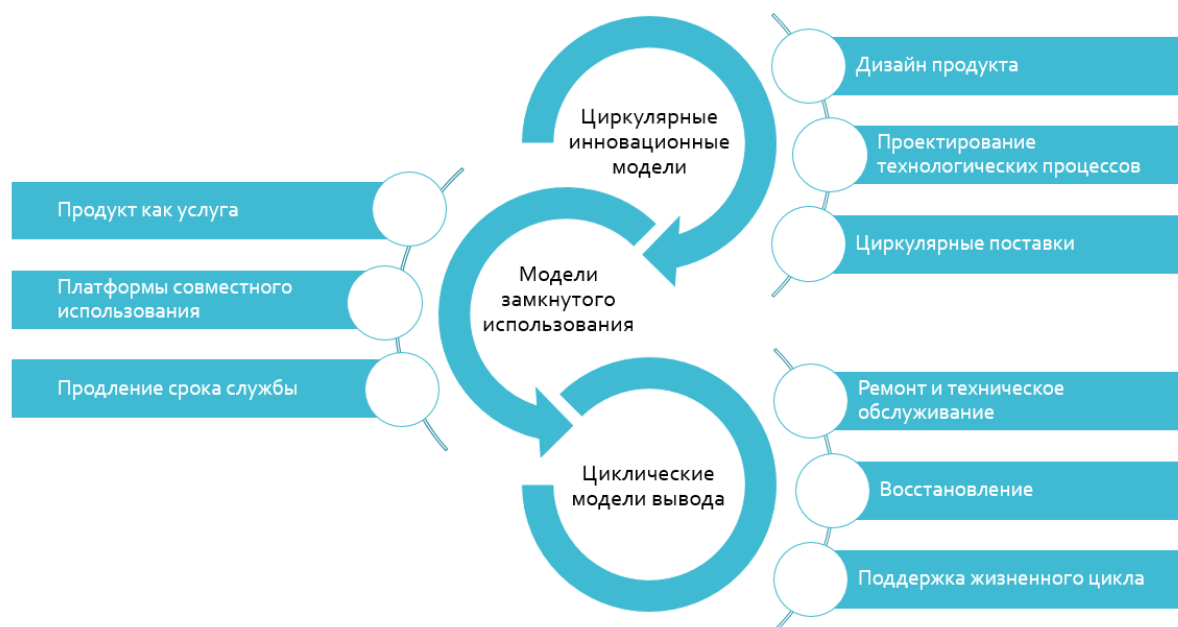 Циркулярные
инновационные
модели
Дизайн продукта
Проектирование
технологических процессов
Циркулярные поставки
Модели
замкнутого
использования
Продукт как услуга
Платформы совместного
использования
Продление срока службы
Циклические
модели вывода
Ремонт и техническое
обслуживание
Восстановление
Поддержка жизненного цикла